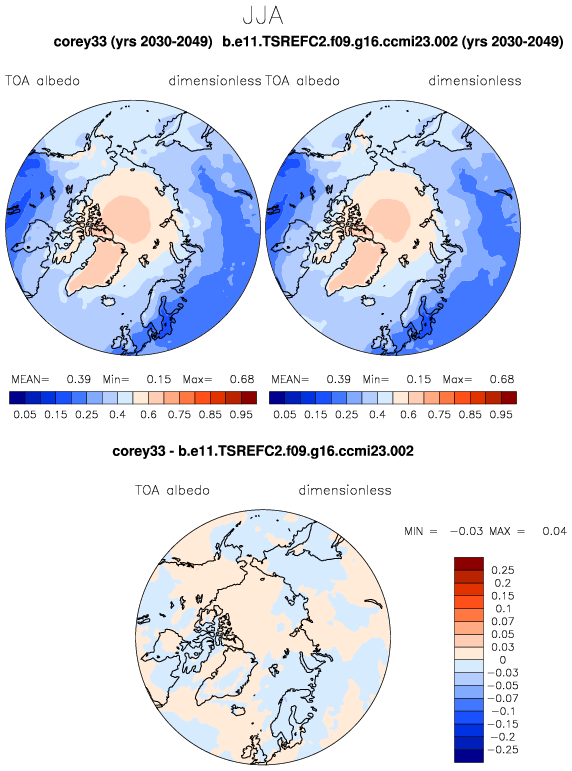 JJA
corey33 (yrs 2030-2049) b.e11.TSREFC2.f09.g16.ccmi23.002 (yrs 2030-2049)
TOA albedo dimensionless TOA albedo dimensionless
MEAN= 0.39 Min= 0.15 Max= 0.68 MEAN= 0.39 Min= 0.15 Max= 0.68
0.05 0.15 0.25 0.4 0.6 0.75 0.85 0.95 0.05 0.15 0.25 0.4 0.6 0.75 0.85 0.95
corey33 - b.e11.TSREFC2.f09.g16.ccmi23.002
TOA albedo dimensionless
MIN = -0.03 MAX = 0.04
0.25
0.2
0.15
0.1
0.07
0.05
0.03
0
-0.03
-0.05
-0.07
-0.1
-0.15
-0.2
-0.25